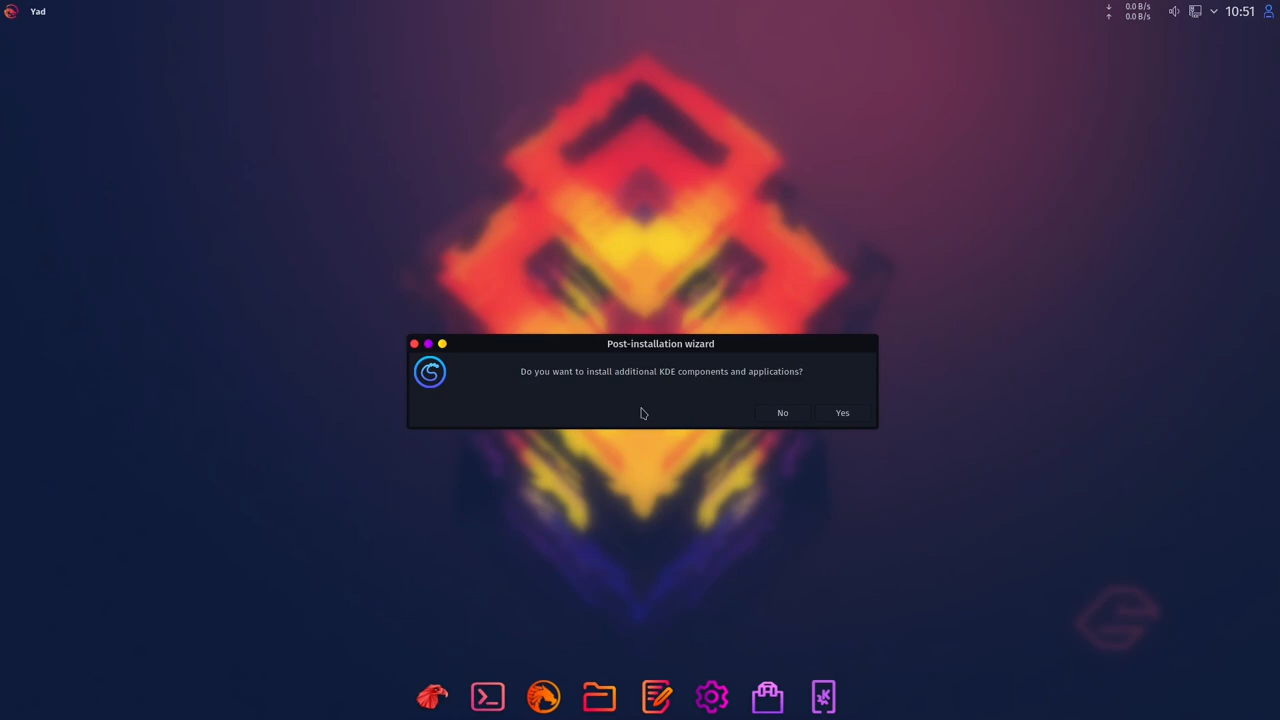 Yad
0.0 B/s
0.0 B/s
10:51
Post-installation wizard
Do you want to install additional KDE components and applications?
No
Yes